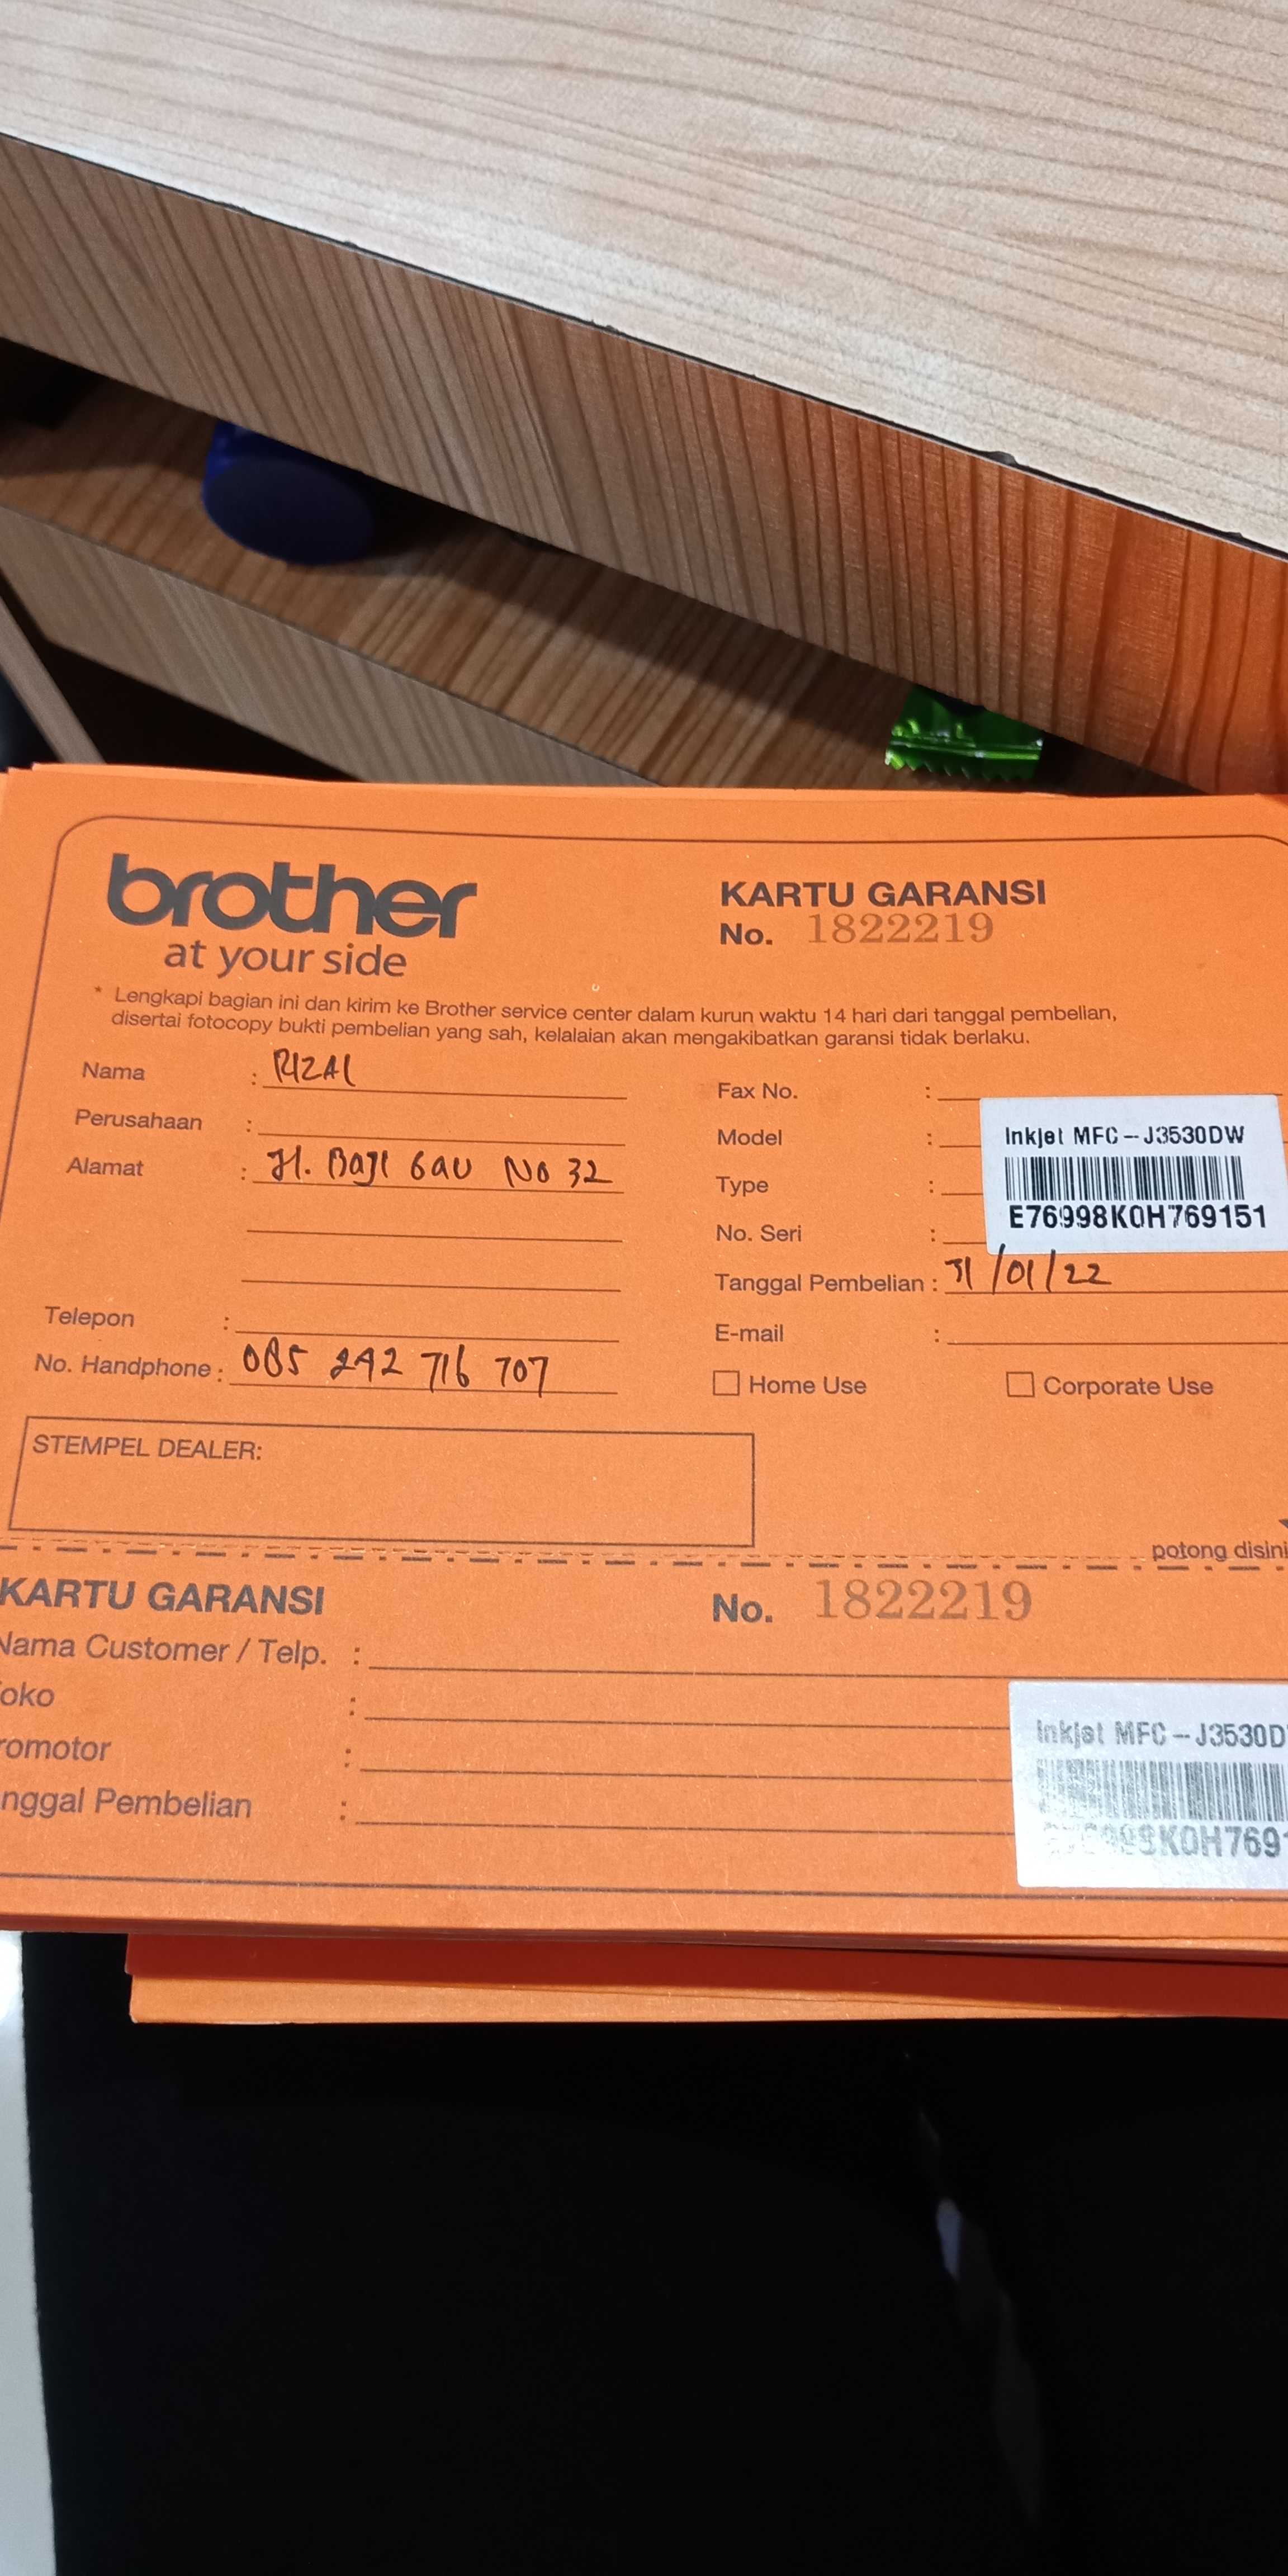 brother
at your side
KARTU GARANSI
No. 1822219
* Lengkapi bagian ini dan kirim ke Brother service center dalam kurun waktu 14 hari dari tanggal pembelian,
disertai fotocopy bukti pembelian yang sah, kelalaian akan mengakibatkan garansi tidak berlaku.
Nama : RIZAL
Perusahaan :
Alamat : Jl. BAJI GAU No 32
Telepon :
No. Handphone : 085 242 716 707
Fax No. :
Model :
Type :
No. Seri :
Inkjet MFC-J3530DW
E76998K0H769151
Tanggal Pembelian : 31/01/22
E-mail :
Home Use Corporate Use
STEMPEL DEALER:
potong disini
KARTU GARANSI
No. 1822219
Nama Customer / Telp. :
oko :
romotor :
nggal Pembelian :
Inkjet MFC-J3530D
K0H769